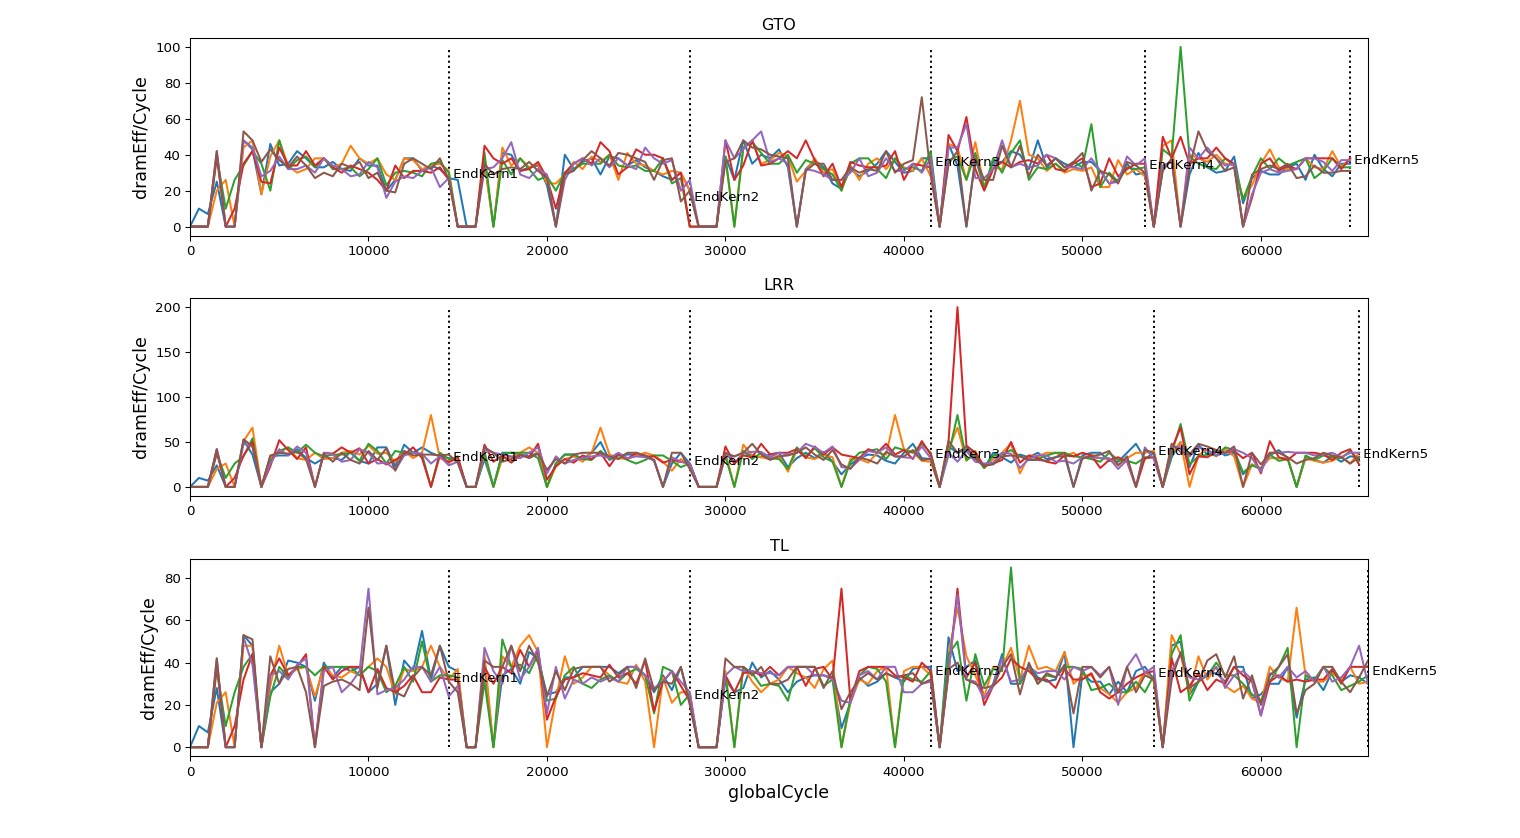 GTO
dramEff/Cycle
100
80
60
40
20
0
EndKern1
EndKern2
EndKern3
EndKern4
EndKern5
0 10000 20000 30000 40000 50000 60000
LRR
dramEff/Cycle
200
150
100
50
0
EndKern1
EndKern2
EndKern3
EndKern4
EndKern5
0 10000 20000 30000 40000 50000 60000
TL
dramEff/Cycle
80
60
40
20
0
EndKern1
EndKern2
EndKern3
EndKern4
EndKern5
0 10000 20000 30000 40000 50000 60000
globalCycle